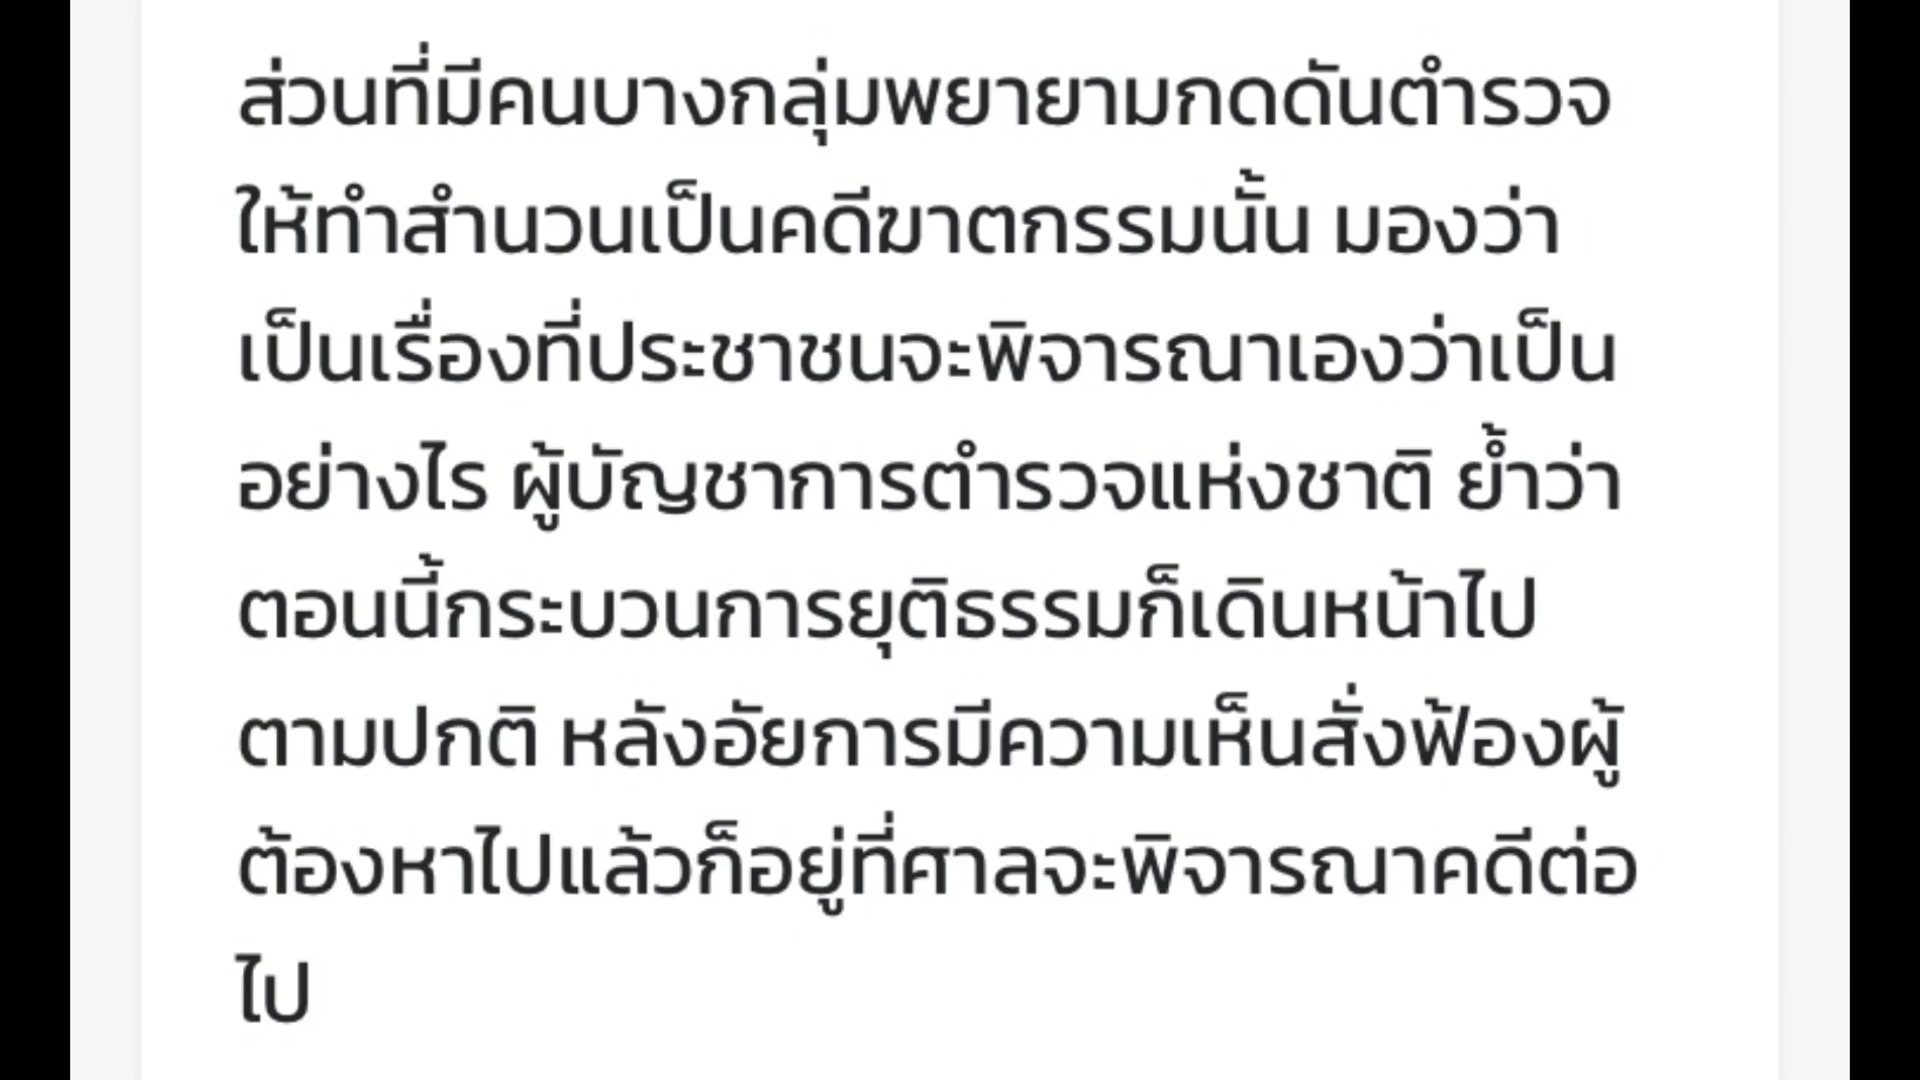 ส่วนที่มีคนบางกลุ่มพยายามกดดันตำรวจ
ให้ทำสำนวนเป็นคดีฆาตกรรมนั้น มองว่า
เป็นเรื่องที่ประชาชนจะพิจารณาเองว่าเป็น
อย่างไร ผู้บัญชาการตำรวจแห่งชาติ ย้ำว่า
ตอนนี้กระบวนการยุติธรรมก็เดินหน้าไป
ตามปกติ หลังอัยการมีความเห็นสั่งฟ้องผู้
ต้องหาไปแล้วก็อยู่ที่ศาลจะพิจารณาคดีต่อ
ไป